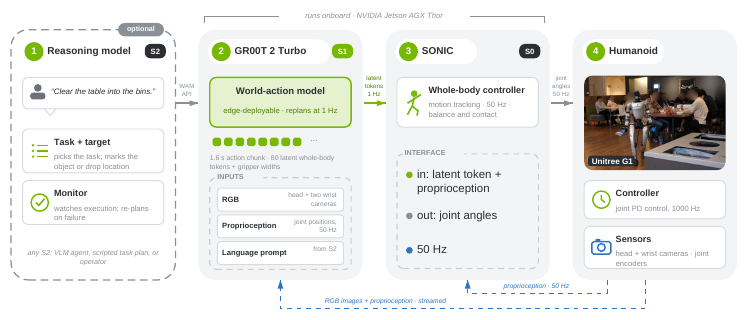 runs onboard · NVIDIA Jetson AGX Thor
optional
1 Reasoning model S2
"Clear the table into the bins."
Task + target
picks the task; marks the
object or drop location
Monitor
watches execution; re-plans
on failure
any S2: VLM agent, scripted task plan, or
operator
WAM
API
2 GR00T 2 Turbo S1
World-action model
edge-deployable · replans at 1 Hz
...
1.6 s action chunk · 80 latent whole-body
tokens + gripper widths
INPUTS
RGB
head + two wrist
cameras
Proprioception
joint positions,
50 Hz
Language prompt
from S2
latent
tokens
1 Hz
3 SONIC S0
Whole-body controller
motion tracking · 50 Hz ·
balance and contact
INTERFACE
in: latent token +
proprioception
out: joint angles
50 Hz
joint
angles
50 Hz
4 Humanoid
Unitree G1
Controller
joint PD control, 1000 Hz
Sensors
head + wrist cameras · joint
encoders
proprioception · 50 Hz
RGB images + proprioception · streamed